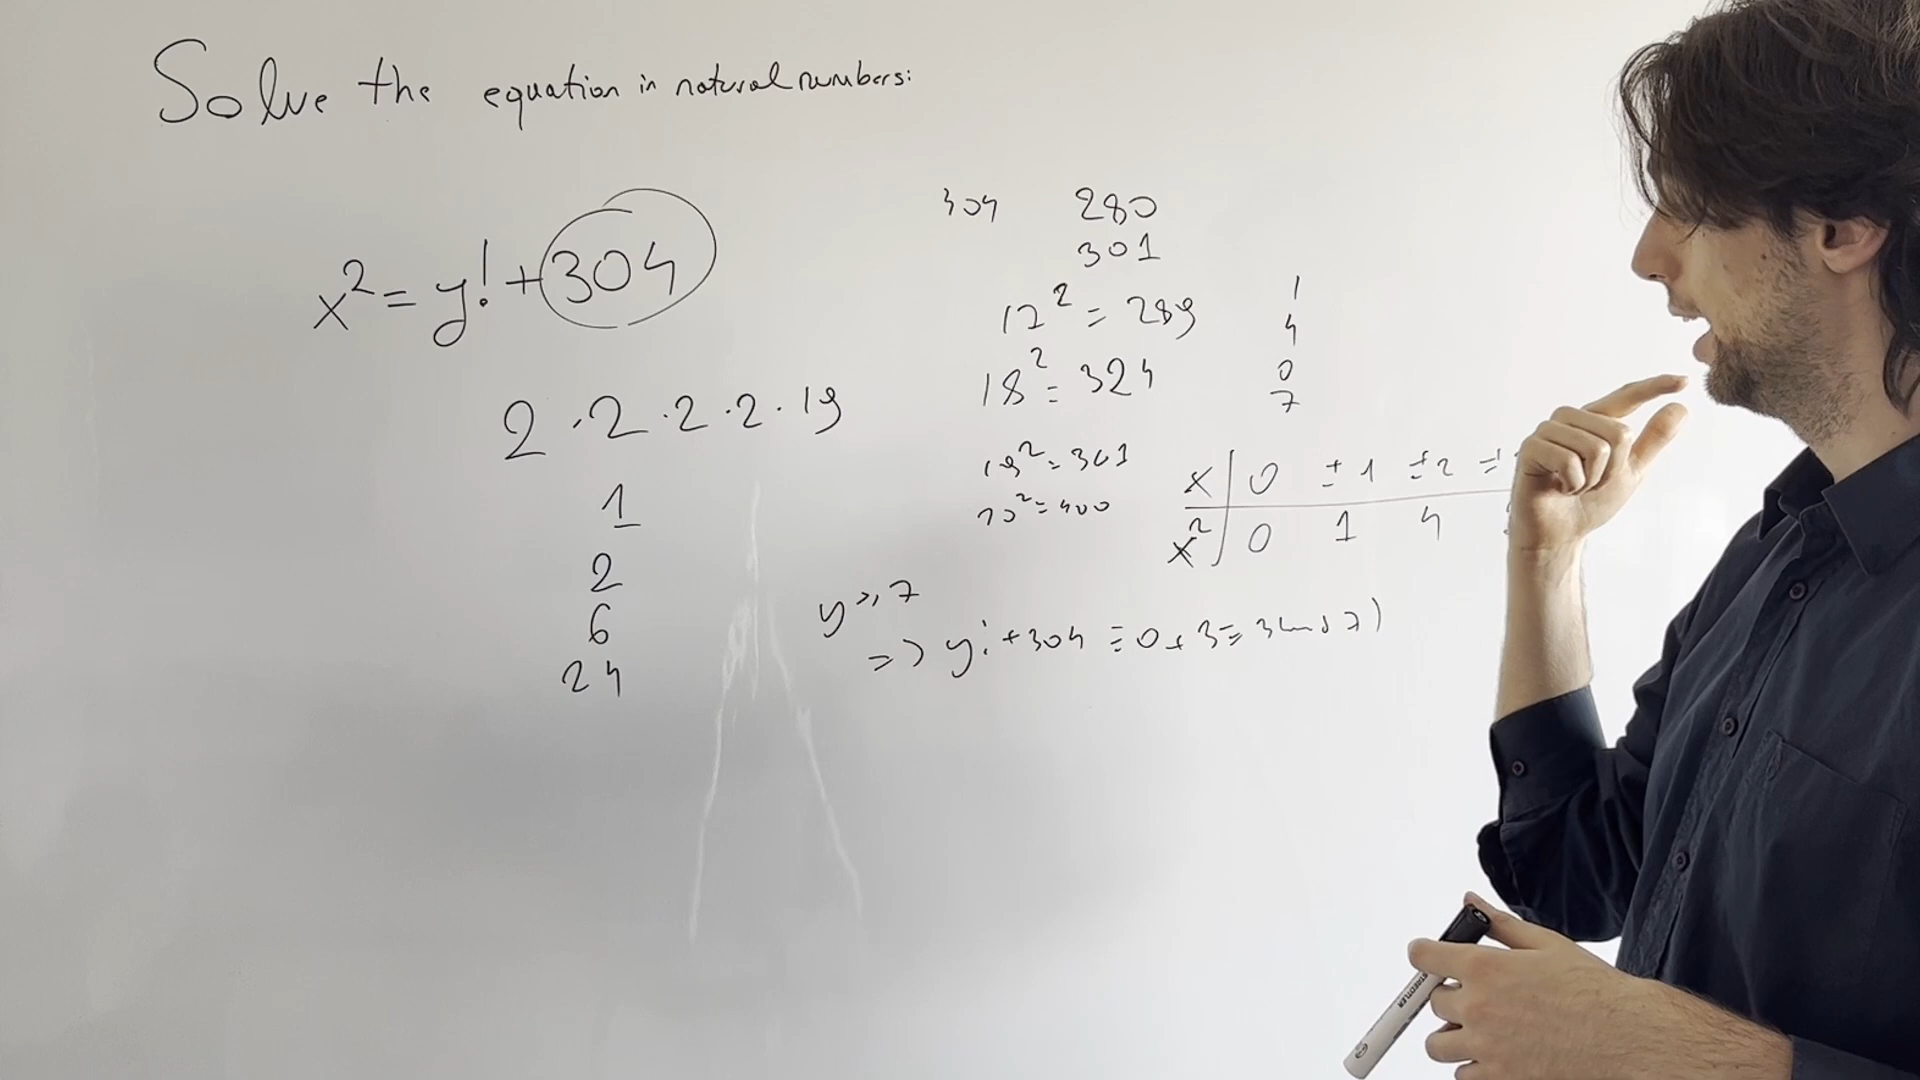 Solve the equation in natural numbers:
x² = y! + 304
2 · 2 · 2 · 2 · 19
1
2
6
24
304 280
301
17² = 289
18² = 324
19² = 361
20² = 400
1
4
0
7
x | 0 ±1 ±2 ±
x² | 0 1 4
y ≥ 7
=> y! + 304 ≡ 0 + 3 ≡ 3 (mod 7)
STAEDTLER